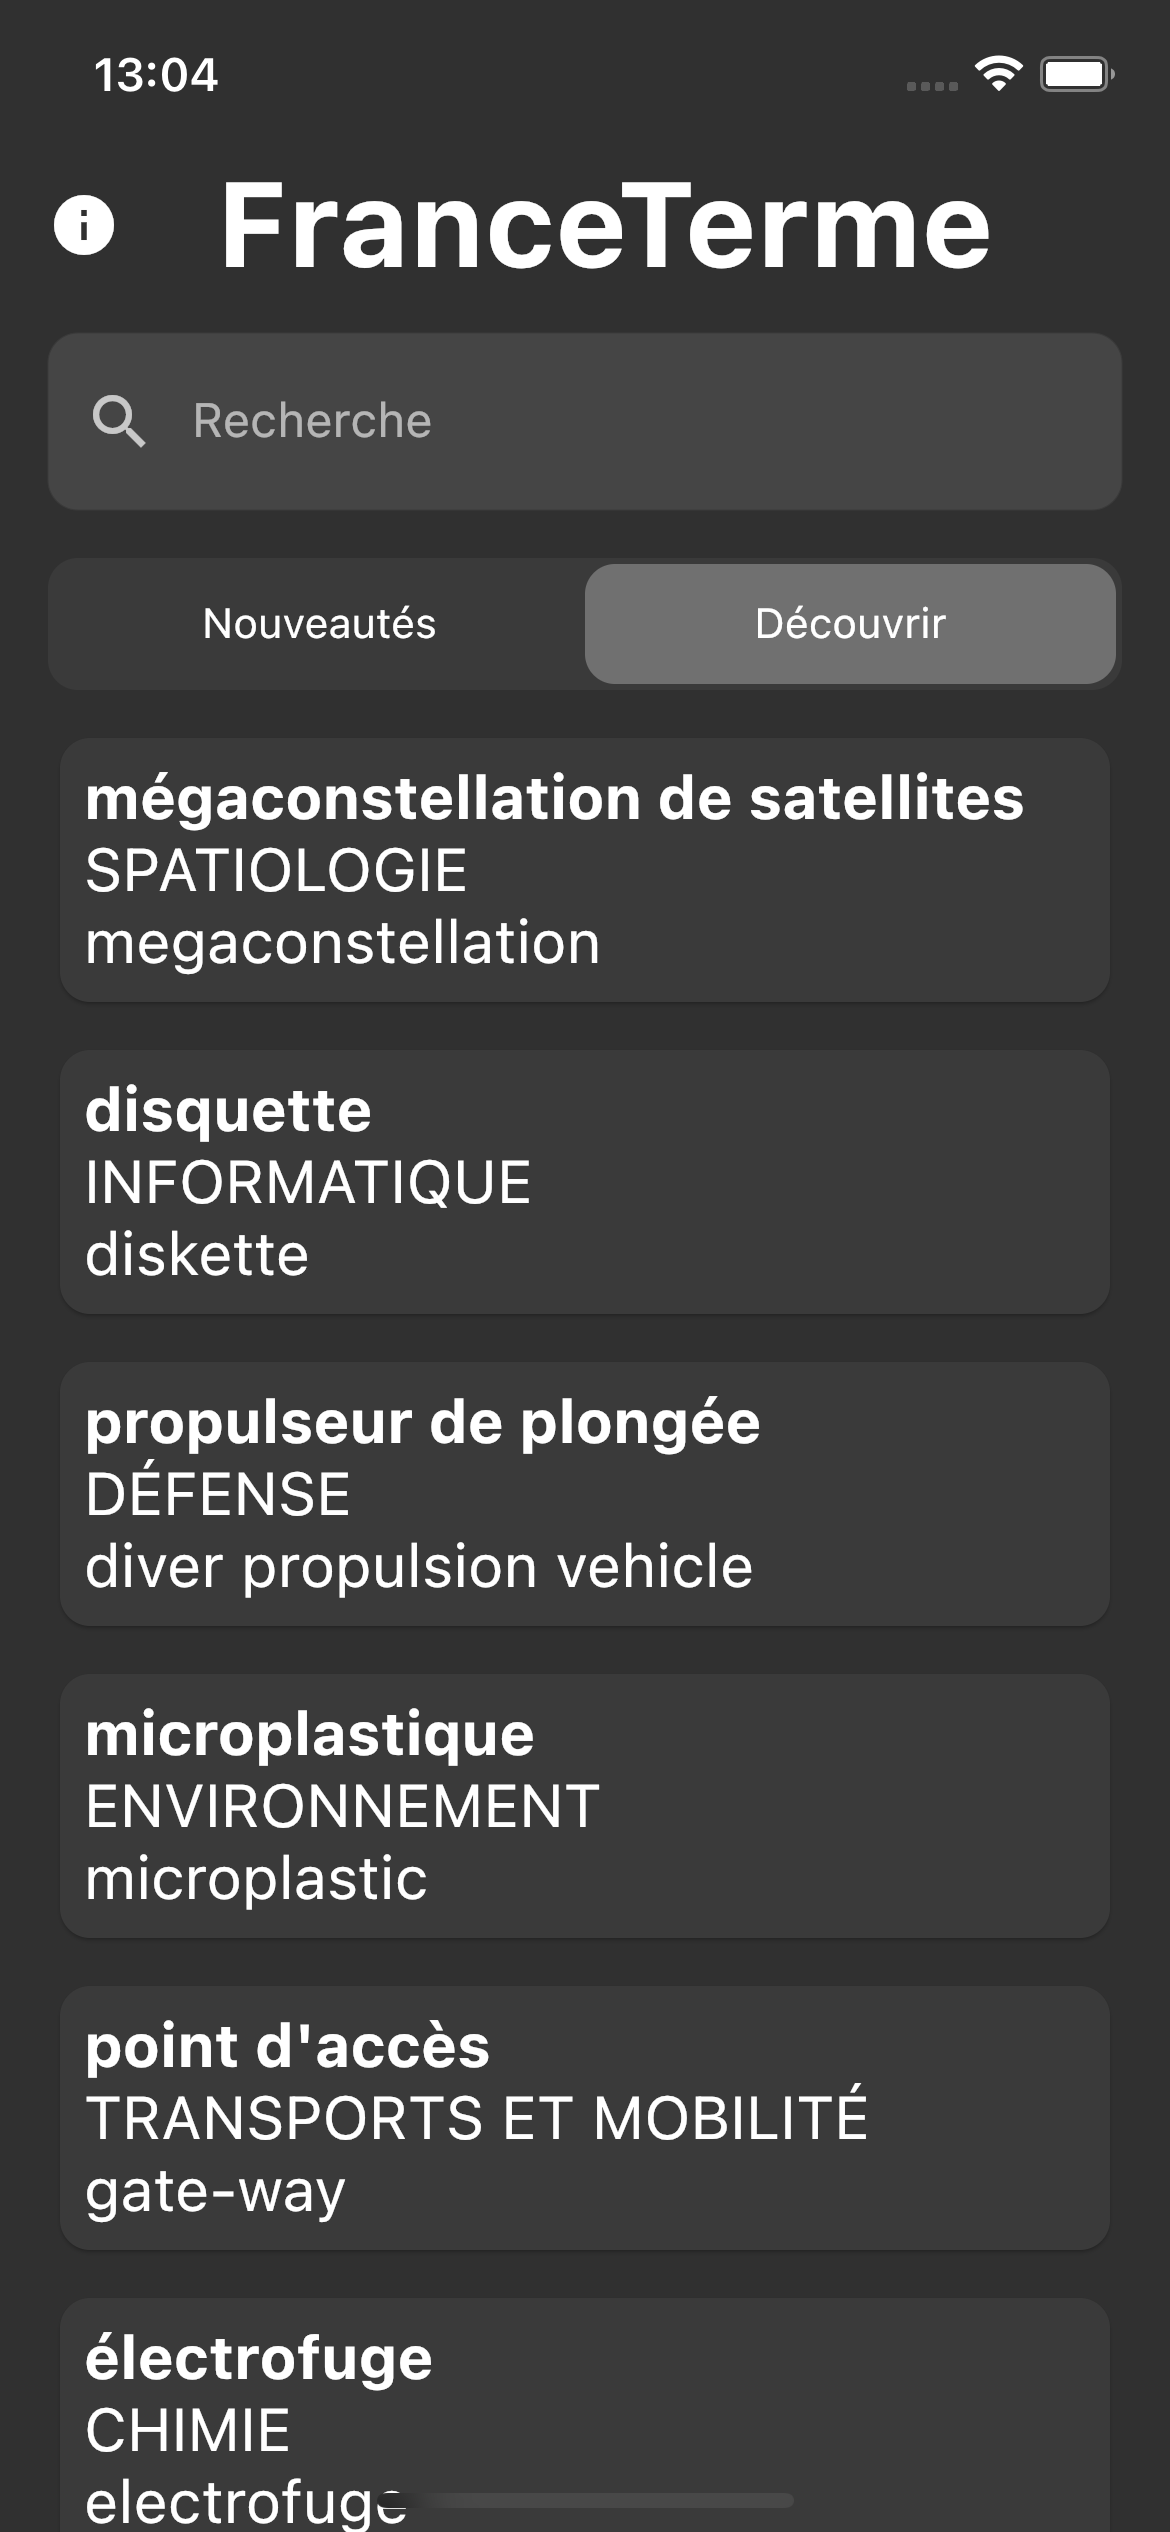 13:04
FranceTerme
Recherche
Nouveautés
Découvrir
mégaconstellation de satellites
SPATIOLOGIE
megaconstellation
disquette
INFORMATIQUE
diskette
propulseur de plongée
DÉFENSE
diver propulsion vehicle
microplastique
ENVIRONNEMENT
microplastic
point d'accès
TRANSPORTS ET MOBILITÉ
gate-way
électrofuge
CHIMIE
electrofuge